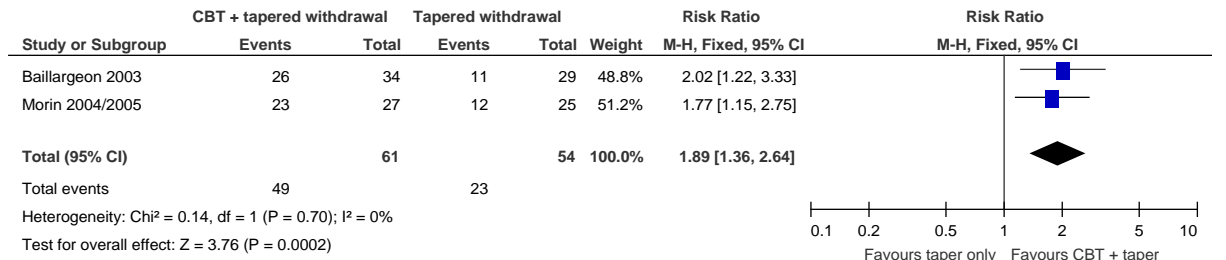 CBT + tapered withdrawal Tapered withdrawal Risk Ratio Risk Ratio
Study or Subgroup Events Total Events Total Weight M-H, Fixed, 95% CI M-H, Fixed, 95% CI
Baillargeon 2003 26 34 11 29 48.8% 2.02 [1.22, 3.33]
Morin 2004/2005 23 27 12 25 51.2% 1.77 [1.15, 2.75]
Total (95% CI) 61 54 100.0% 1.89 [1.36, 2.64]
Total events 49 23
Heterogeneity: Chi² = 0.14, df = 1 (P = 0.70); I² = 0%
Test for overall effect: Z = 3.76 (P = 0.0002)
0.1 0.2 0.5 1 2 5 10
Favours taper only Favours CBT + taper